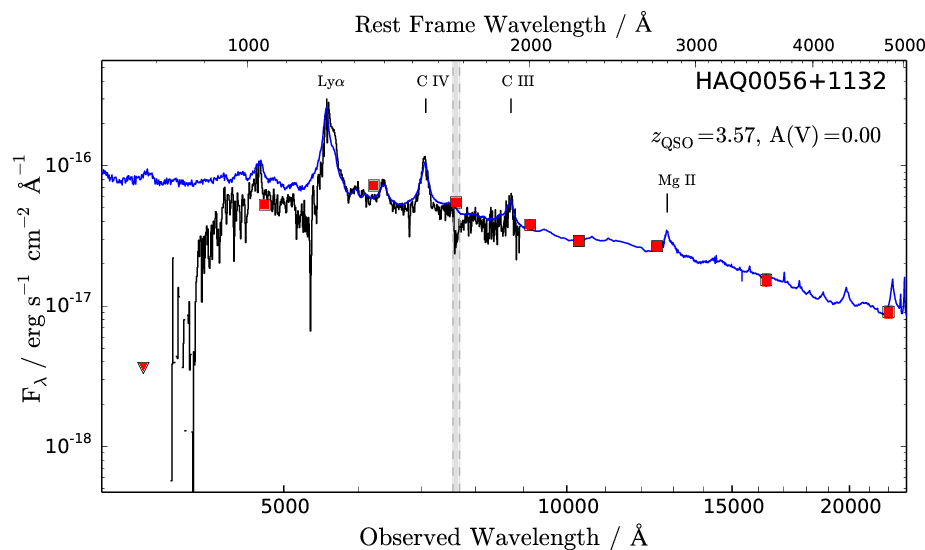 Rest Frame Wavelength / Å
1000 2000 3000 4000 5000
HAQ0056+1132
Lyα C IV C III
z_QSO=3.57, A(V)=0.00
Mg II
10^-16
10^-17
10^-18
F_λ / erg s^-1 cm^-2 Å^-1
5000 10000 15000 20000
Observed Wavelength / Å